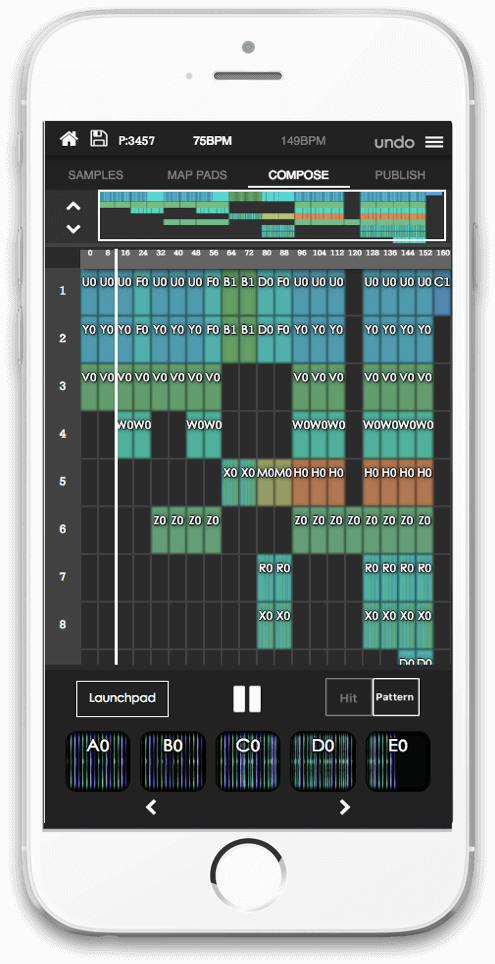 P:3457 75BPM 149BPM undo
SAMPLES MAP PADS COMPOSE PUBLISH
0 8 16 24 32 40 48 56 64 72 80 88 96 104 112 120 128 136 144 152 160
1 U0 U0 U0 F0 U0 U0 U0 F0 B1 B1 D0 F0 U0 U0 U0 U0 U0 U0 U0 C1
2 Y0 Y0 Y0 F0 Y0 Y0 Y0 F0 B1 B1 D0 F0 Y0 Y0 Y0 Y0 Y0 Y0 Y0
3 V0 V0 V0 V0 V0 V0 V0 V0 V0 V0 V0 V0 V0 V0 V0
4 W0 W0 W0 W0 W0 W0 W0 W0 W0 W0 W0
5 X0 X0 M0 M0 H0 H0 H0 H0 H0 H0 H0
6 Z0 Z0 Z0 Z0 Z0 Z0 Z0 Z0 Z0 Z0 Z0 Z0
7 R0 R0 R0 R0 R0 R0
8 X0 X0 X0 X0 X0 X0
D0 D0
Launchpad Hit Pattern
A0 B0 C0 D0 E0